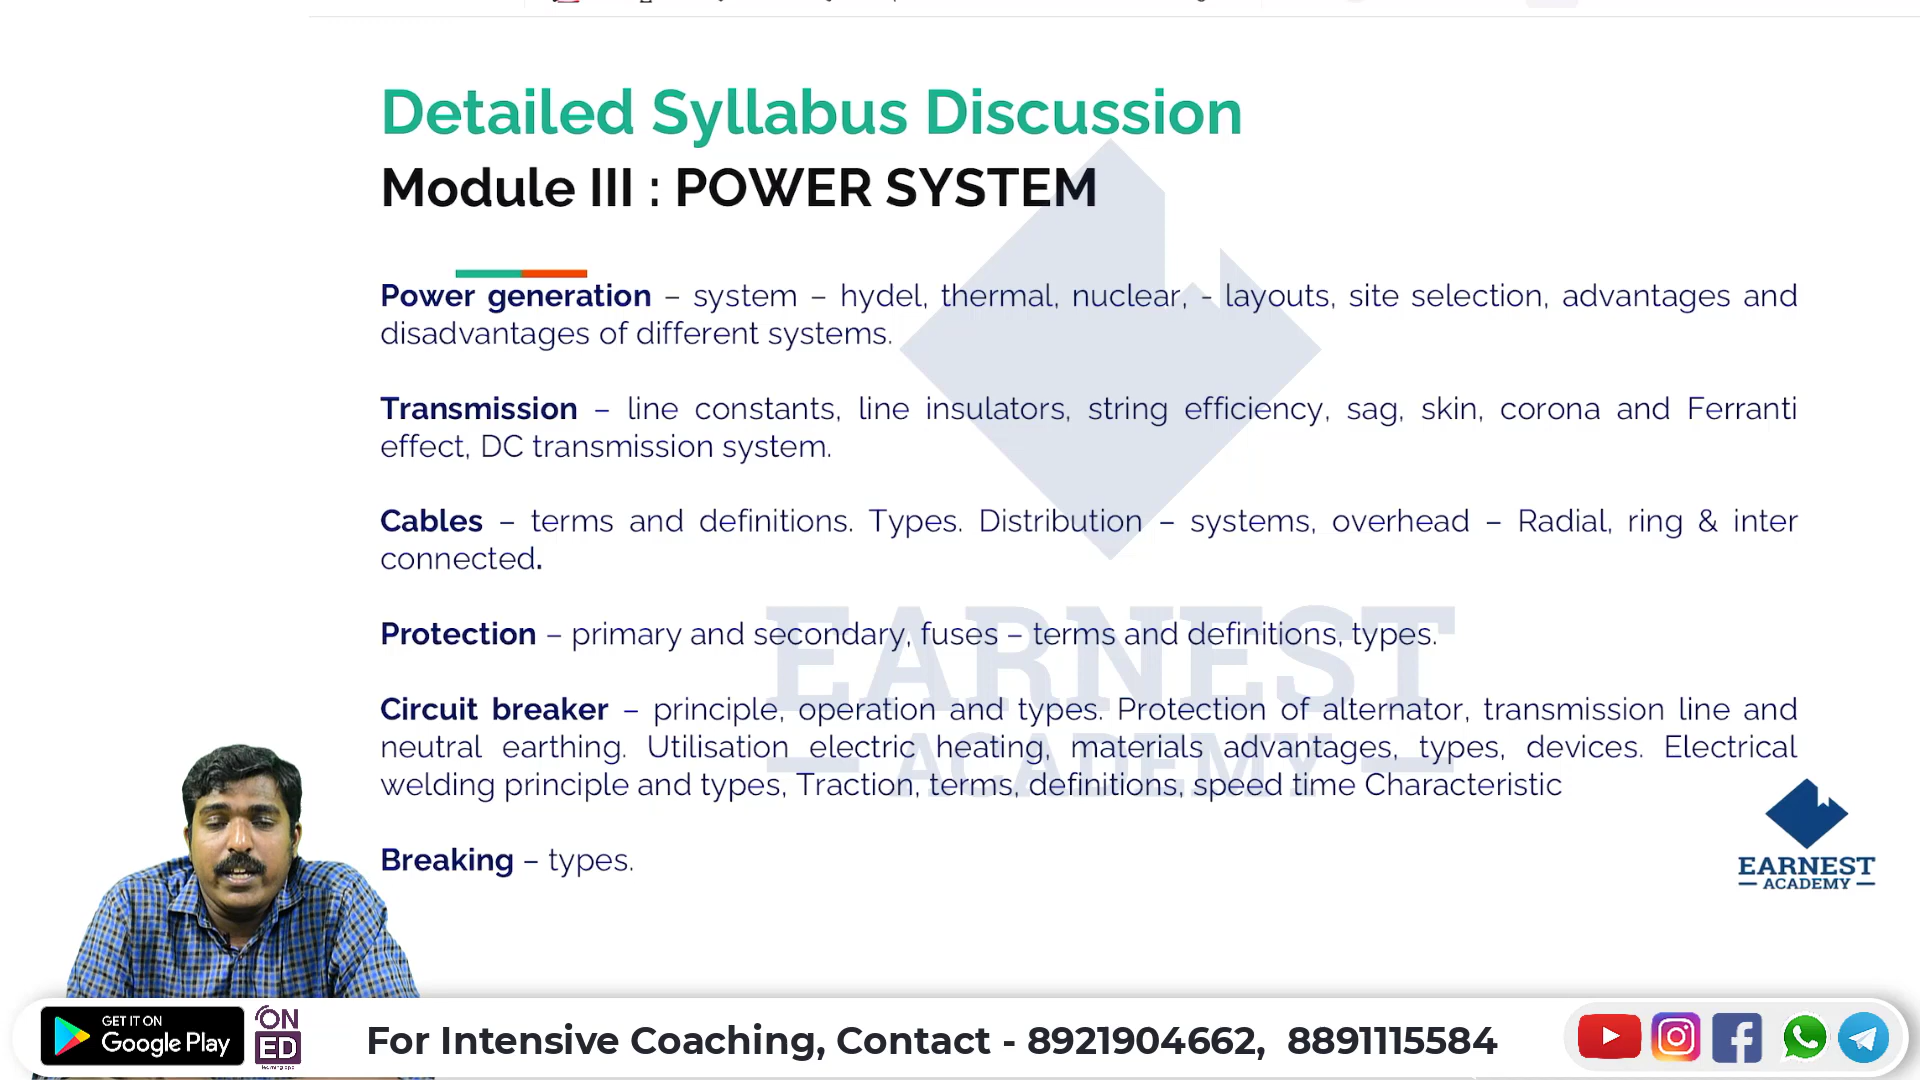 Detailed Syllabus Discussion
Module III : POWER SYSTEM
Power generation – system – hydel, thermal, nuclear, - layouts, site selection, advantages and
disadvantages of different systems.
Transmission – line constants, line insulators, string efficiency, sag, skin, corona and Ferranti
effect, DC transmission system.
Cables – terms and definitions. Types. Distribution – systems, overhead – Radial, ring & inter
connected.
Protection – primary and secondary, fuses – terms and definitions, types.
Circuit breaker – principle, operation and types. Protection of alternator, transmission line and
neutral earthing. Utilisation electric heating, materials advantages, types, devices. Electrical
welding principle and types, Traction, terms, definitions, speed time Characteristic
Breaking – types.
EARNEST
ACADEMY
EARNEST
ACADEMY
GET IT ON
Google Play
ON
ED
learning app
For Intensive Coaching, Contact - 8921904662, 8891115584